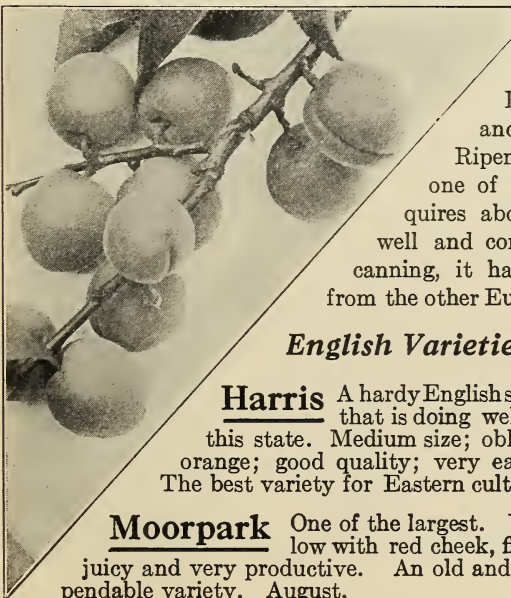 and
Ripen
one of
quires abo
well and con
canning, it ha
from the other Eu
English Varietie
Harris A hardy English s
that is doing wel
this state. Medium size; obl
orange; good quality; very ea
The best variety for Eastern cult
Moorpark One of the largest. Y
low with red cheek, f
juicy and very productive. An old and
pendable variety. August.